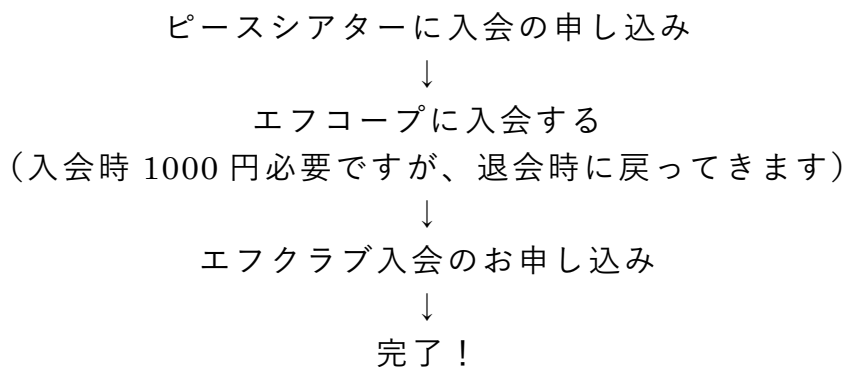 ピースシアターに入会の申し込み
↓
エフコープに入会する
（入会時 1000 円必要ですが、退会時に戻ってきます）
↓
エフクラブ入会のお申し込み
↓
完了！